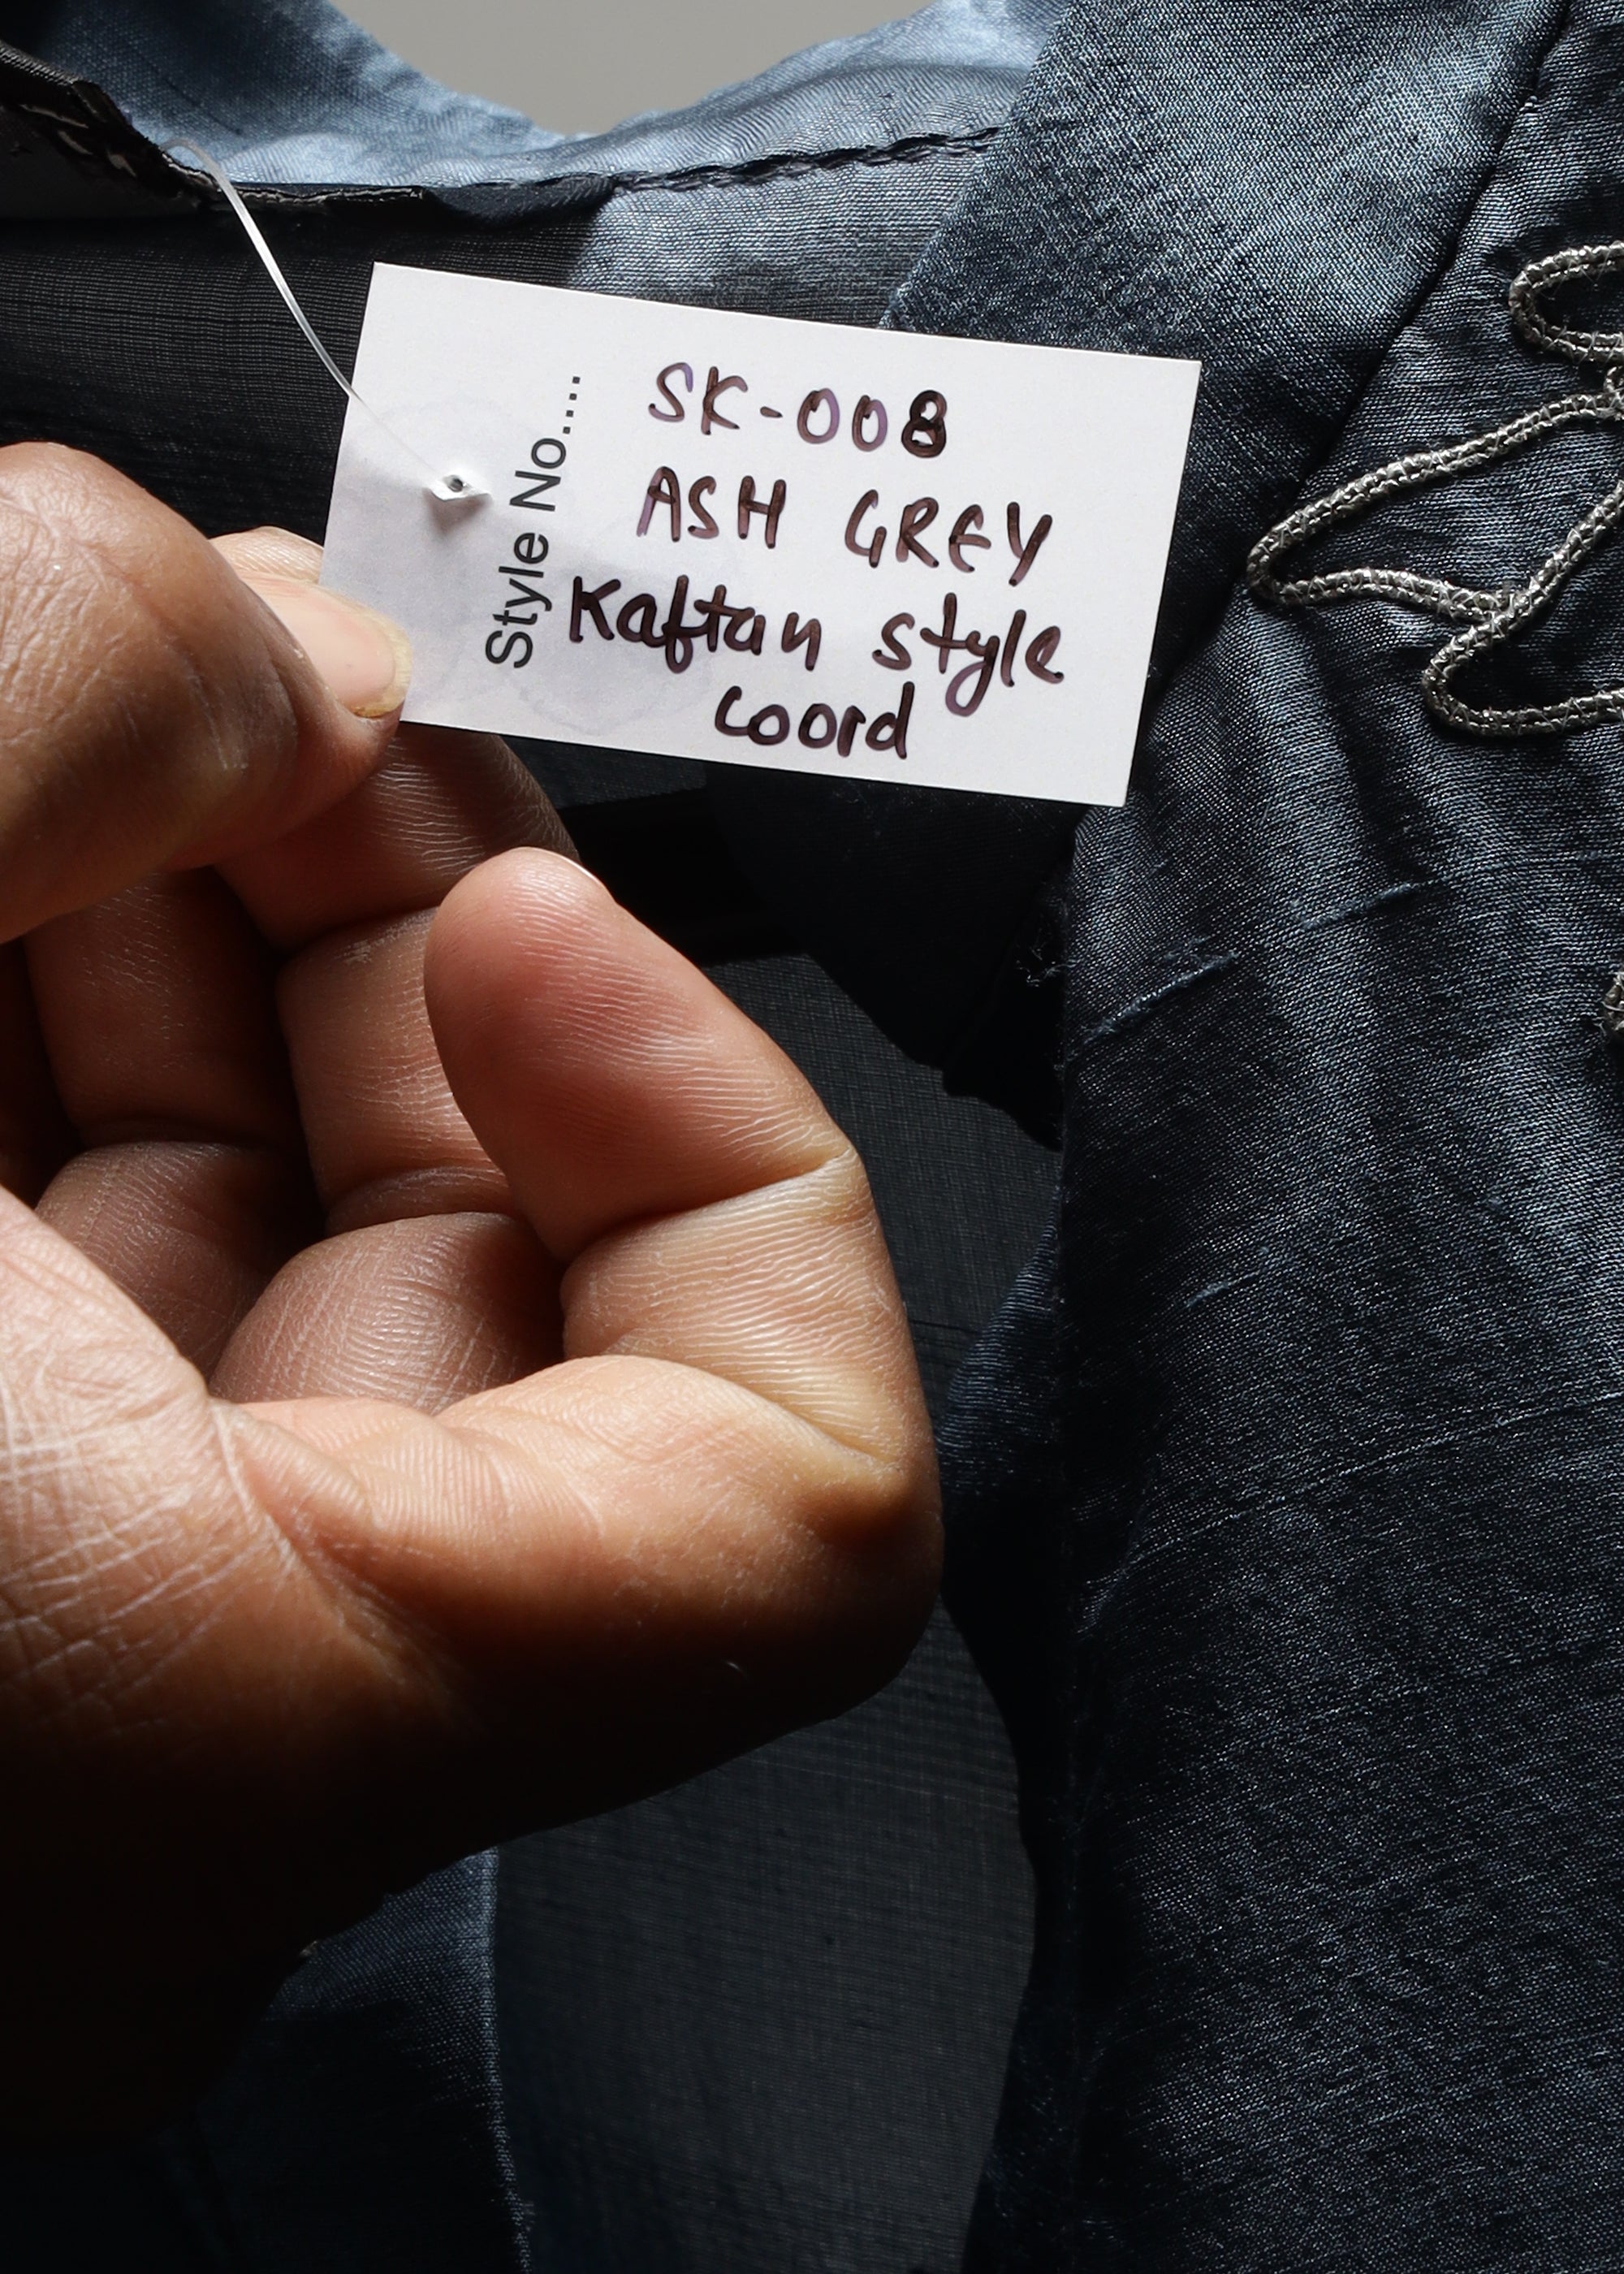 Style No....
SK-008
ASH GREY
Kaftan style
coord